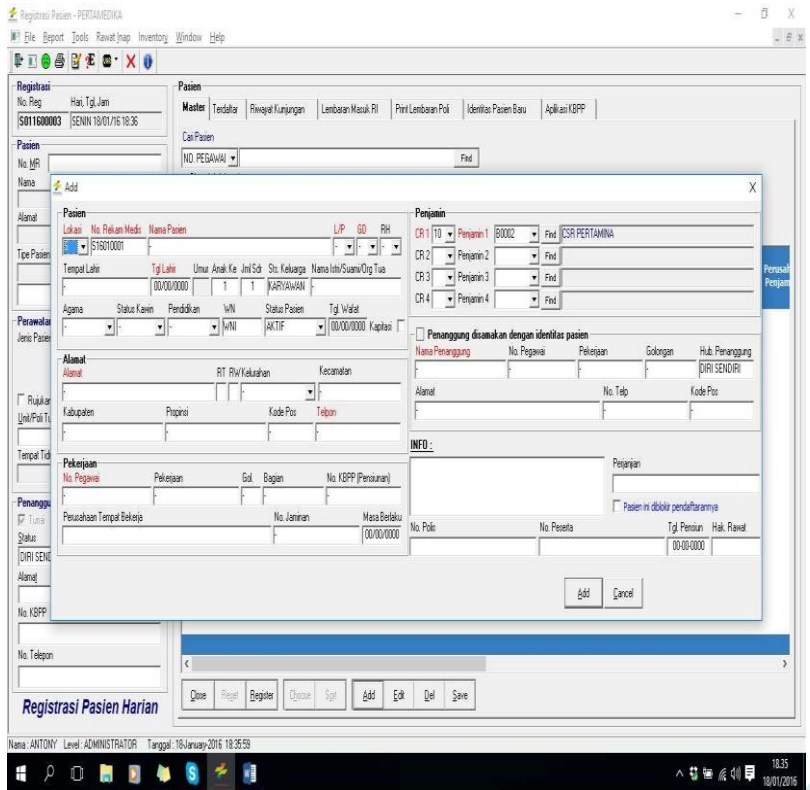 Registrasi Pasien - PERTAMEDIKA
File Report Tools Rawat Inap Inventory Window Help
Registrasi
No. Reg Hari, Tgl, Jam
S011600003 SENIN 18/01/16 18:36
Pasien
No. MR
Nama
Alamat
Tipe Pasien
Perawatan
Jenis Pasien
Rujukan
Unit/Poli Tu
Tempat Tid
Penanggu
Tunai
Status
DIRI SEND
Alamat
No. KBPP
No. Telepon
Registrasi Pasien Harian
Pasien
Master Terdaftar Riwayat Kunjungan Lembaran Masuk RI Print Lembaran Poli Identitas Pasien Baru Aplikasi KBPP
Cari Pasien
NO. PEGAWAI Find
Perusah
Penjam
Add X
Pasien
Lokasi No. Rekam Medis Nama Pasien L/P GD RH
S S16010001 - - - -
Tempat Lahir Tgl Lahir Umur Anak Ke Jml Sdr Sts. Keluarga Nama Istri/Suami/Org Tua
00/00/0000 1 1 KARYAWAN -
Agama Status Kawin Pendidikan WN Status Pasien Tgl. Wafat
- - - WNI AKTIF 00/00/0000 Kapitasi
Alamat
Alamat RT RW Kelurahan Kecamatan
- - -
Kabupaten Propinsi Kode Pos Telpon
- - - -
Pekerjaan
No. Pegawai Pekerjaan Gol. Bagian No. KBPP (Pensiunan)
- - - - -
Perusahaan Tempat Bekerja No. Jaminan Masa Berlaku
- 00/00/0000
Penjamin
CR 1 10 Penjamin 1 B0002 Find CSR PERTAMINA
CR 2 Penjamin 2 Find
CR 3 Penjamin 3 Find
CR 4 Penjamin 4 Find
Penanggung disamakan dengan identitas pasien
Nama Penanggung No. Pegawai Pekerjaan Golongan Hub. Penanggung
- - - - DIRI SENDIRI
Alamat No. Telp Kode Pos
- - -
INFO :
Perjanjian
Pasien ini diblokir pendaftarannya
No. Polis No. Peserta Tgl. Pensiun Hak. Rawat
00-00-0000
Add Cancel
Close Reset Register Choose Sort Add Edit Del Save
Nama : ANTONY Level : ADMINISTRATOR Tanggal : 18-January-2016 18:35:59
18.35
18/01/2016